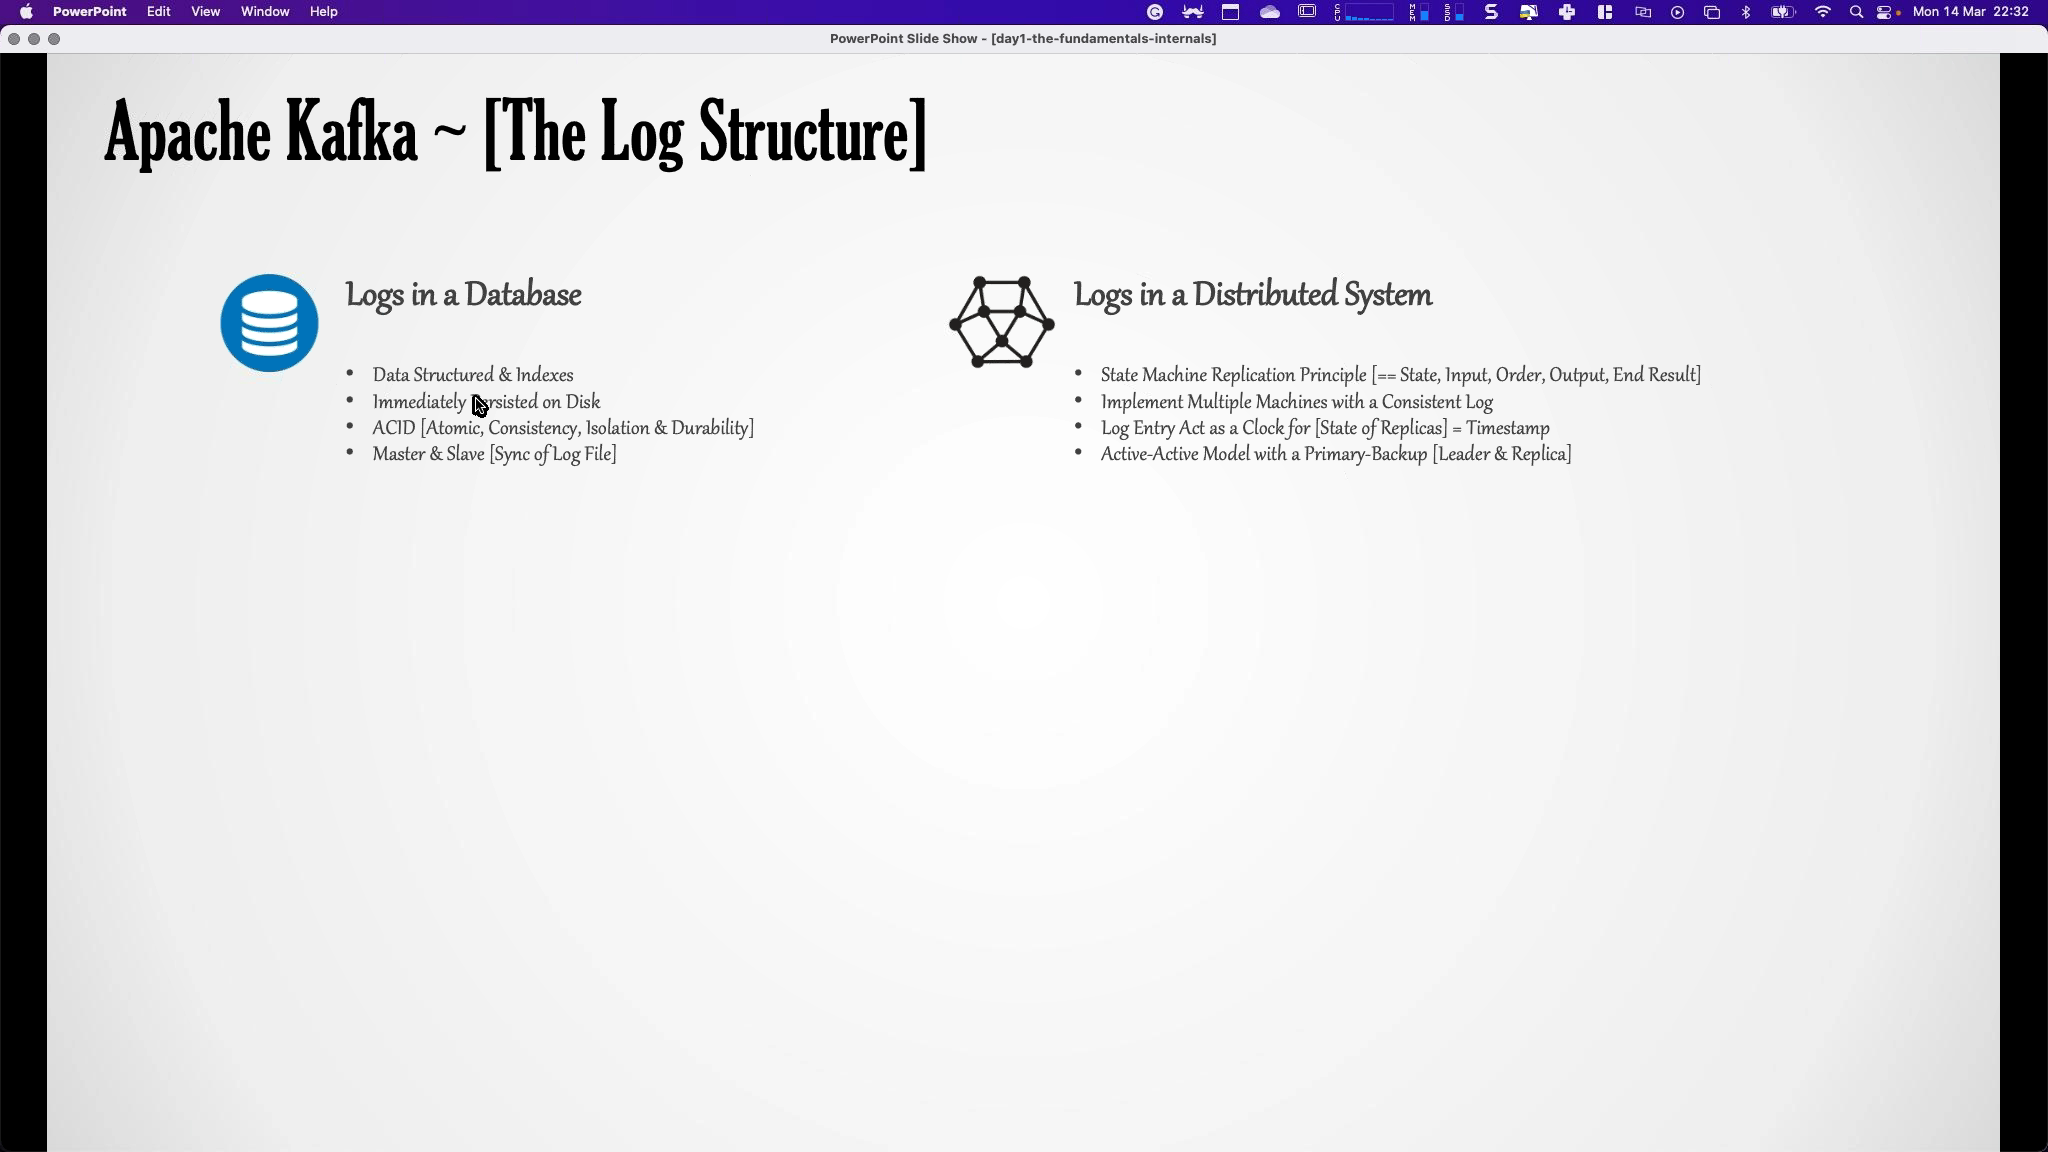 PowerPoint Edit View Window Help
CPU MEM SSD Mon 14 Mar 22:32
PowerPoint Slide Show - [day1-the-fundamentals-internals]
Apache Kafka ~ [The Log Structure]
Logs in a Database
• Data Structured & Indexes
• Immediately on Disk
• ACID [Atomic, Consistency, Isolation & Durability]
• Master & Slave [Sync of Log File]
Logs in a Distributed System
• State Machine Replication Principle [== State, Input, Order, Output, End Result]
• Implement Multiple Machines with a Consistent Log
• Log Entry Act as a Clock for [State of Replicas] = Timestamp
• Active-Active Model with a Primary-Backup [Leader & Replica]